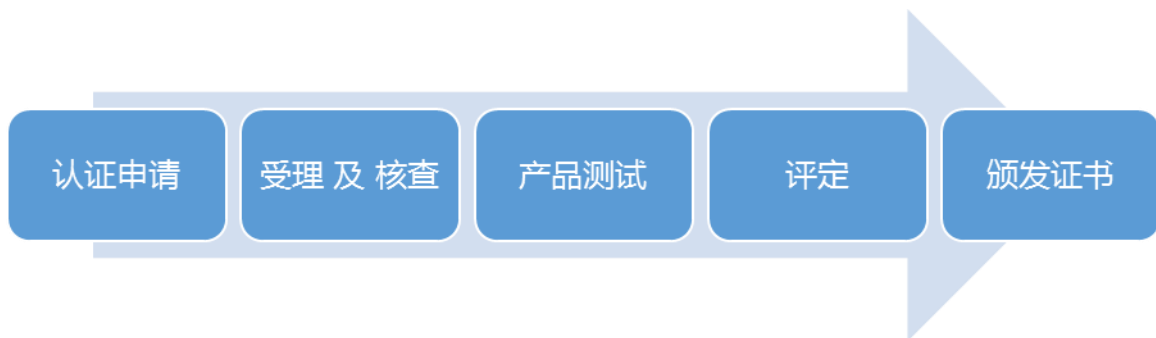 认证申请
受理 及 核查
产品测试
评定
颁发证书